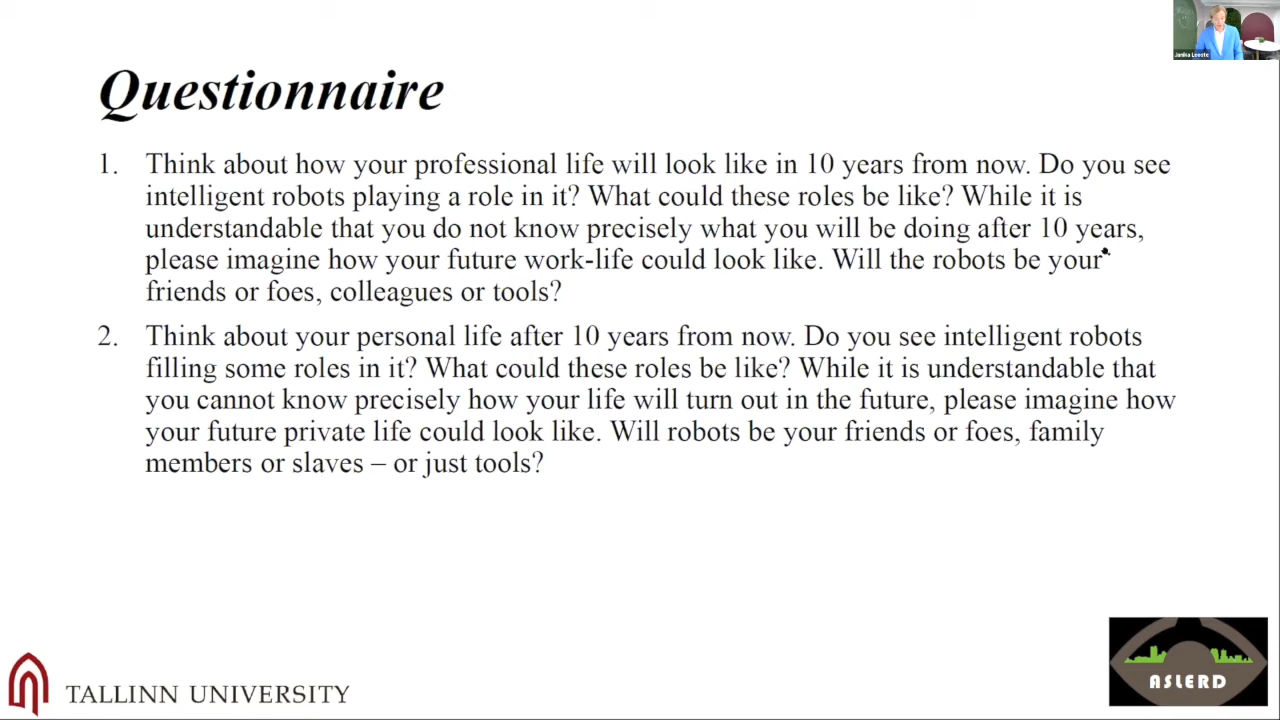 Janika Leoste
Questionnaire
1. Think about how your professional life will look like in 10 years from now. Do you see
intelligent robots playing a role in it? What could these roles be like? While it is
understandable that you do not know precisely what you will be doing after 10 years,
please imagine how your future work-life could look like. Will the robots be your
friends or foes, colleagues or tools?
2. Think about your personal life after 10 years from now. Do you see intelligent robots
filling some roles in it? What could these roles be like? While it is understandable that
you cannot know precisely how your life will turn out in the future, please imagine how
your future private life could look like. Will robots be your friends or foes, family
members or slaves – or just tools?
TALLINN UNIVERSITY
ASLERD